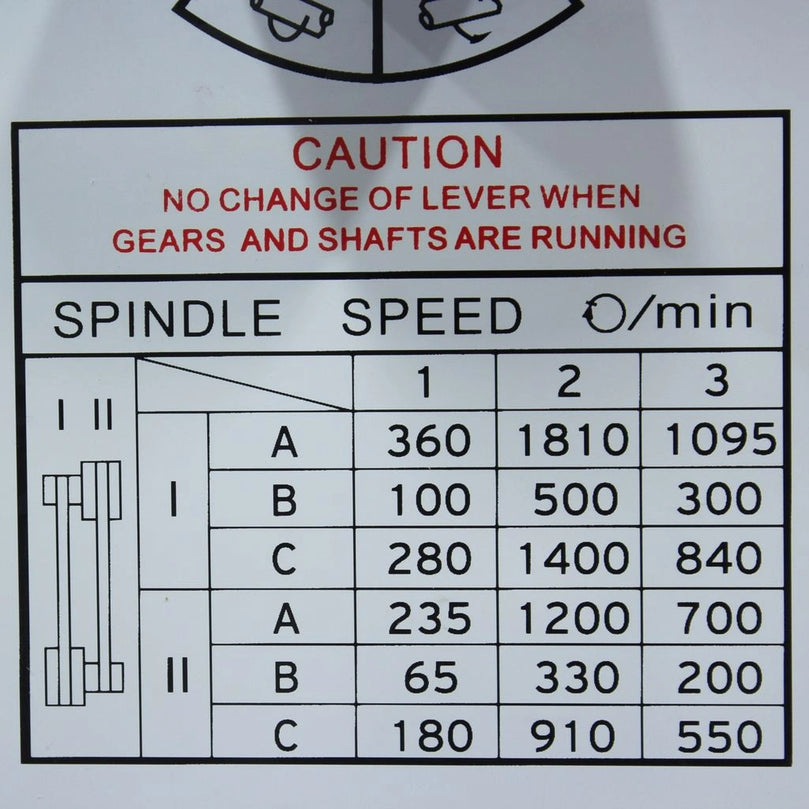 CAUTION
NO CHANGE OF LEVER WHEN
GEARS AND SHAFTS ARE RUNNING
SPINDLE SPEED /min
I II
1 2 3
I
A 360 1810 1095
B 100 500 300
C 280 1400 840
II
A 235 1200 700
B 65 330 200
C 180 910 550